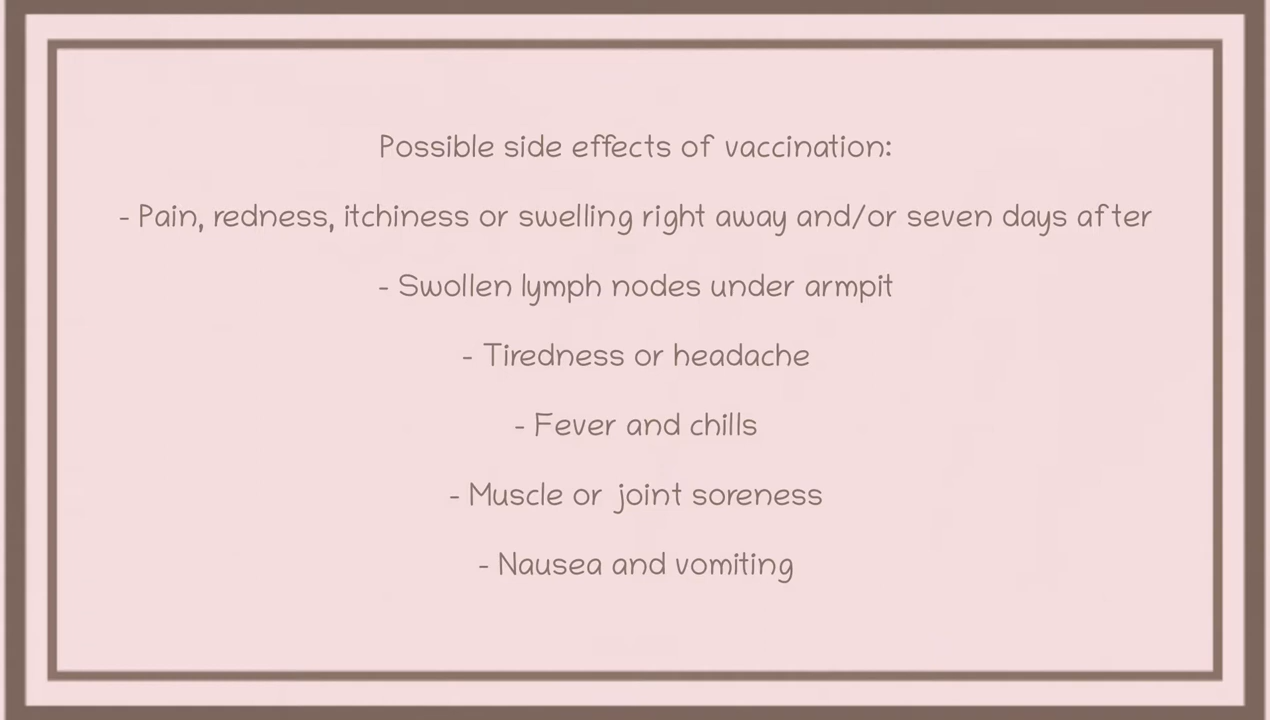 Possible side effects of vaccination:
- Pain, redness, itchiness or swelling right away and/or seven days after
- Swollen lymph nodes under armpit
- Tiredness or headache
- Fever and chills
- Muscle or joint soreness
- Nausea and vomiting